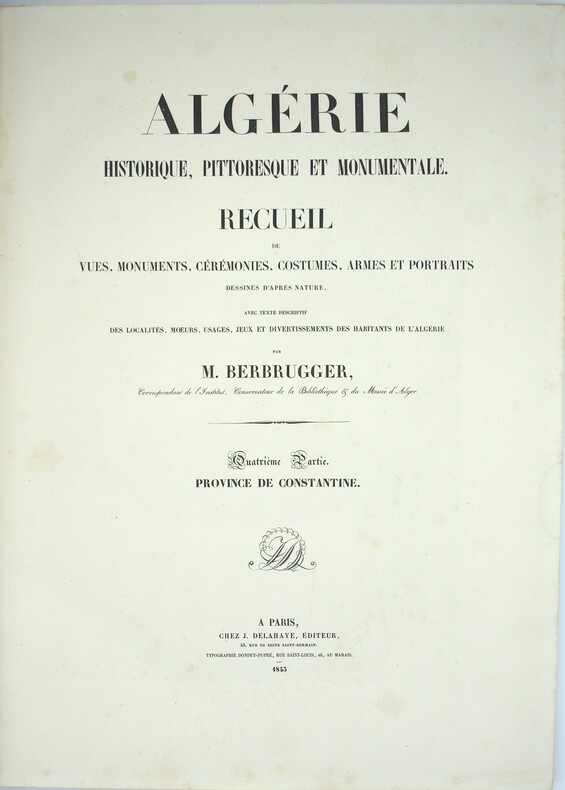 ALGÉRIE
HISTORIQUE, PITTORESQUE ET MONUMENTALE.
RECUEIL
DE
VUES, MONUMENTS, CÉRÉMONIES, COSTUMES, ARMES ET PORTRAITS
DESSINÉS D'APRÈS NATURE,
AVEC TEXTE DESCRIPTIF
DES LOCALITÉS, MŒURS, USAGES, JEUX ET DIVERTISSEMENTS DES HABITANTS DE L'ALGÉRIE
PAR
M. BERBRUGGER,
Correspondant de l'Institut, Conservateur de la Bibliothèque & du Musée d'Alger.
Quatrième Partie.
PROVINCE DE CONSTANTINE.
A PARIS,
CHEZ J. DELAHAYE, EDITEUR,
45, RUE DE SEINE SAINT-GERMAIN.
TYPOGRAPHIE DONDEY-DUPRÉ, RUE SAINT-LOUIS, 46, AU MARAIS.
1843